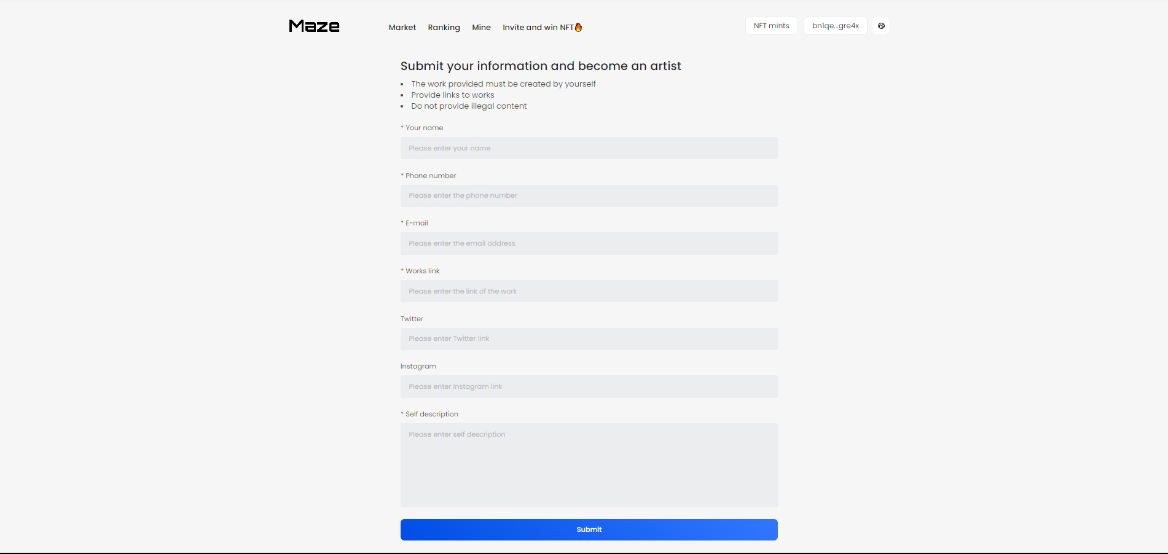 Maze
Market Ranking Mine Invite and win NFT🔥
NFT mints
bn1qe...gre4x
Submit your information and become an artist
• The work provided must be created by yourself
• Provide links to works
• Do not provide illegal content
* Your name
Please enter your name
* Phone number
Please enter the phone number
* E-mail
Please enter the email address
* Works link
Please enter the link of the work
Twitter
Please enter Twitter link
Instagram
Please enter Instagram link
* Self description
Please enter self description
Submit